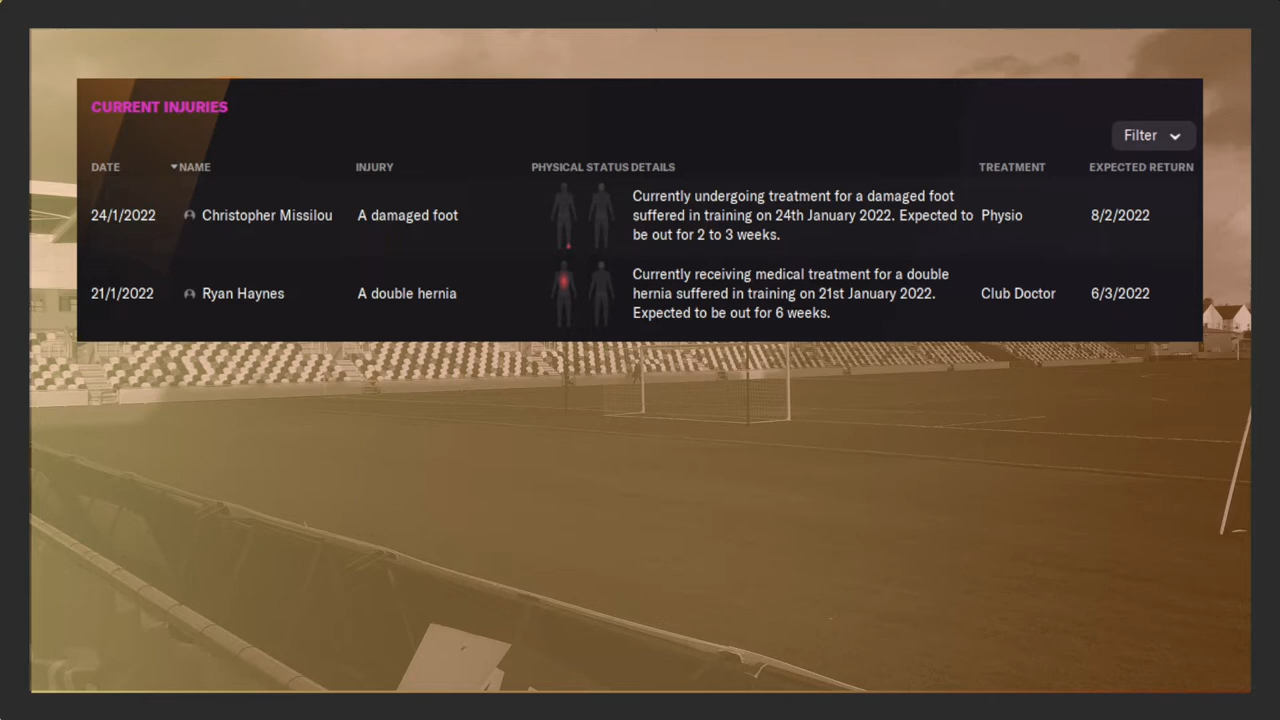 CURRENT INJURIES
Filter
DATE NAME INJURY PHYSICAL STATUS DETAILS TREATMENT EXPECTED RETURN
24/1/2022 Christopher Missilou A damaged foot Currently undergoing treatment for a damaged foot
suffered in training on 24th January 2022. Expected to Physio 8/2/2022
be out for 2 to 3 weeks.
21/1/2022 Ryan Haynes A double hernia Currently receiving medical treatment for a double
hernia suffered in training on 21st January 2022. Club Doctor 6/3/2022
Expected to be out for 6 weeks.